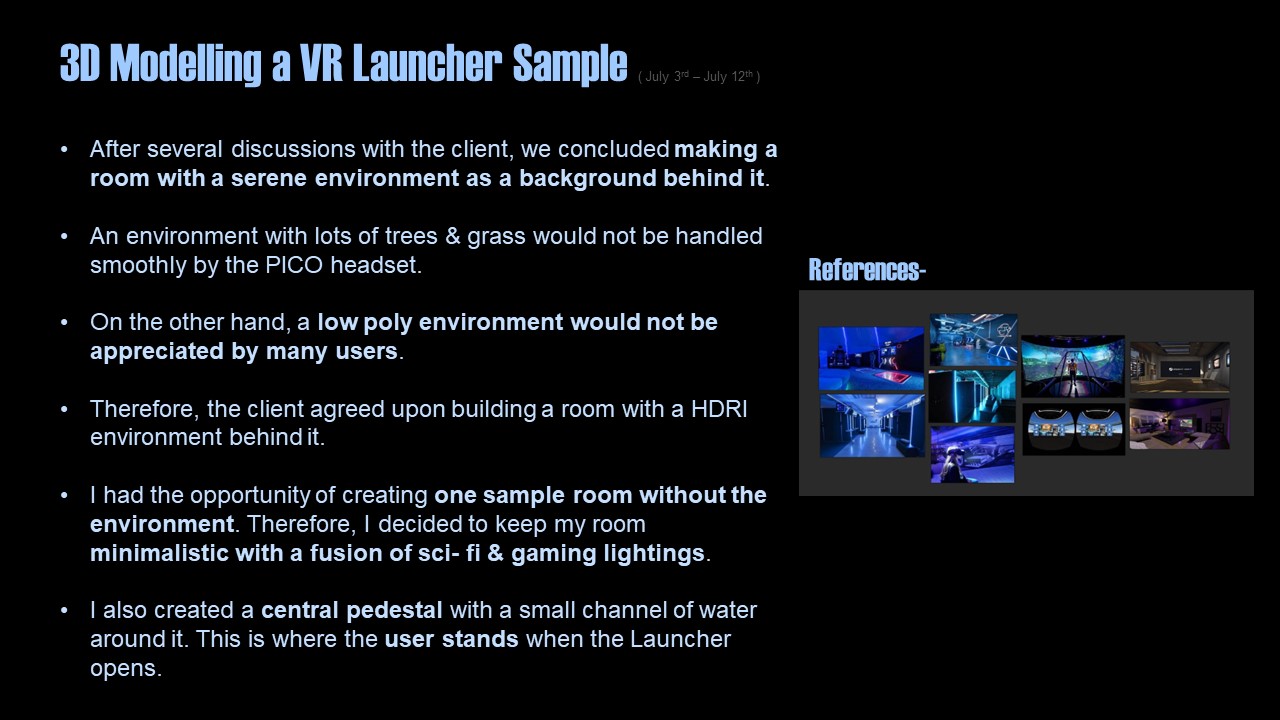 3D Modelling a VR Launcher Sample ( July 3rd – July 12th )
• After several discussions with the client, we concluded making a
room with a serene environment as a background behind it.
• An environment with lots of trees & grass would not be handled
smoothly by the PICO headset.
• On the other hand, a low poly environment would not be
appreciated by many users.
• Therefore, the client agreed upon building a room with a HDRI
environment behind it.
• I had the opportunity of creating one sample room without the
environment. Therefore, I decided to keep my room
minimalistic with a fusion of sci- fi & gaming lightings.
• I also created a central pedestal with a small channel of water
around it. This is where the user stands when the Launcher
opens.
References-